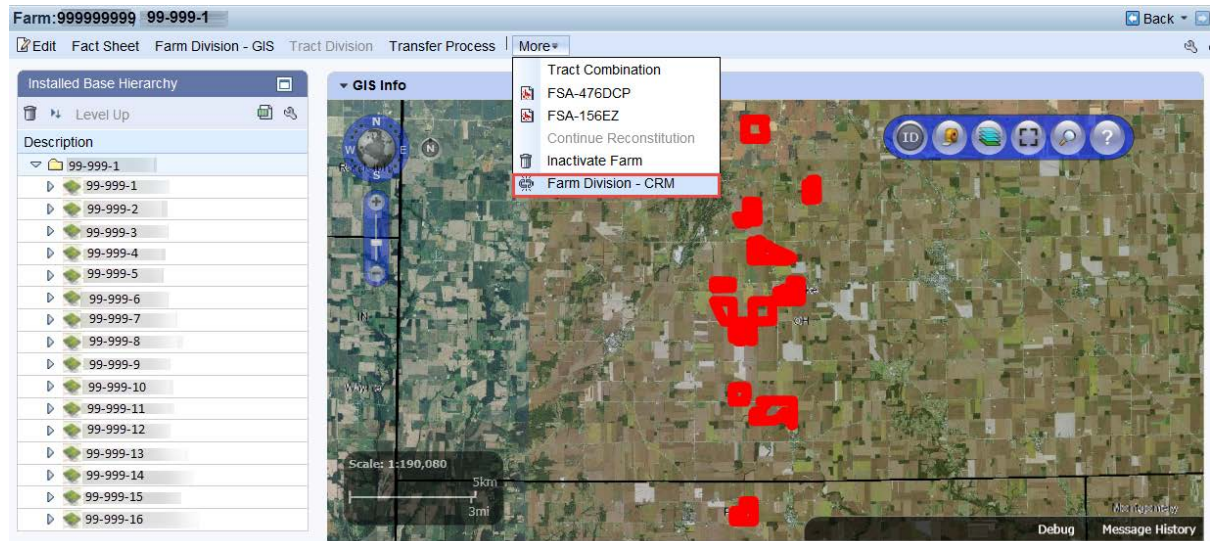 Farm:999999999 99-999-1
Back
Edit Fact Sheet Farm Division - GIS Tract Division Transfer Process More
Tract Combination
FSA-476DCP
FSA-156EZ
Continue Reconstitution
Inactivate Farm
Farm Division - CRM
Installed Base Hierarchy
Level Up
Description
99-999-1
99-999-1
99-999-2
99-999-3
99-999-4
99-999-5
99-999-6
99-999-7
99-999-8
99-999-9
99-999-10
99-999-11
99-999-12
99-999-13
99-999-14
99-999-15
99-999-16
GIS Info
N
W E N
S
ID ?
IN
OH
Scale: 1:190,080
5km
3mi
Debug Message History